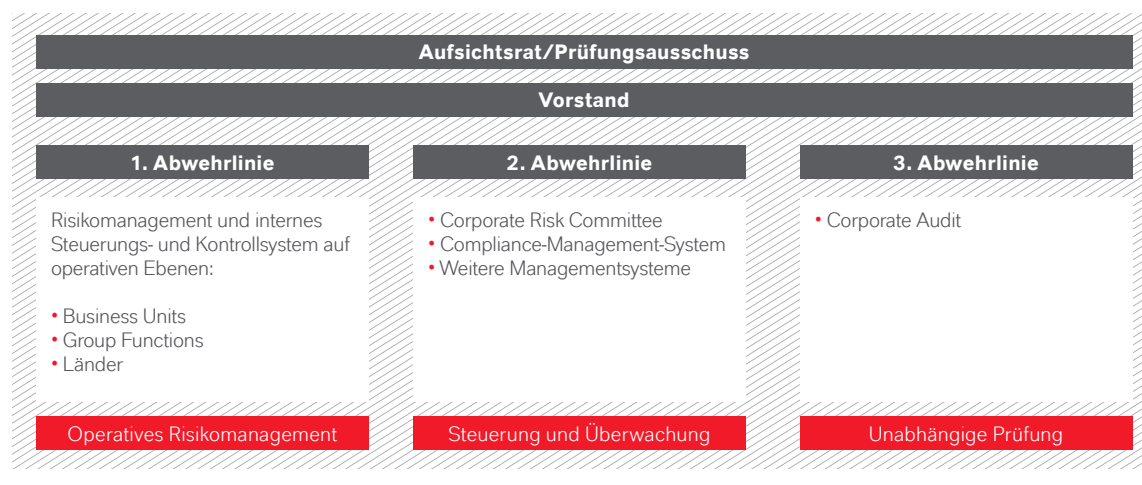 Aufsichtsrat/Prüfungsausschuss
Vorstand
1. Abwehrlinie
Risikomanagement und internes
Steuerungs- und Kontrollsystem auf
operativen Ebenen:
• Business Units
• Group Functions
• Länder
Operatives Risikomanagement
2. Abwehrlinie
• Corporate Risk Committee
• Compliance-Management-System
• Weitere Managementsysteme
Steuerung und Überwachung
3. Abwehrlinie
• Corporate Audit
Unabhängige Prüfung